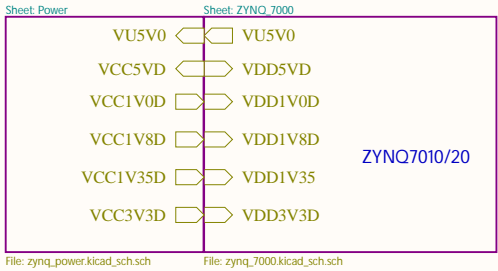 Sheet: Power
Sheet: ZYNQ_7000
VU5V0 VU5V0
VCC5VD VDD5VD
VCC1V0D VDD1V0D
VCC1V8D VDD1V8D
ZYNQ7010/20
VCC1V35D VDD1V35
VCC3V3D VDD3V3D
File: zynq_power.kicad_sch.sch
File: zynq_7000.kicad_sch.sch